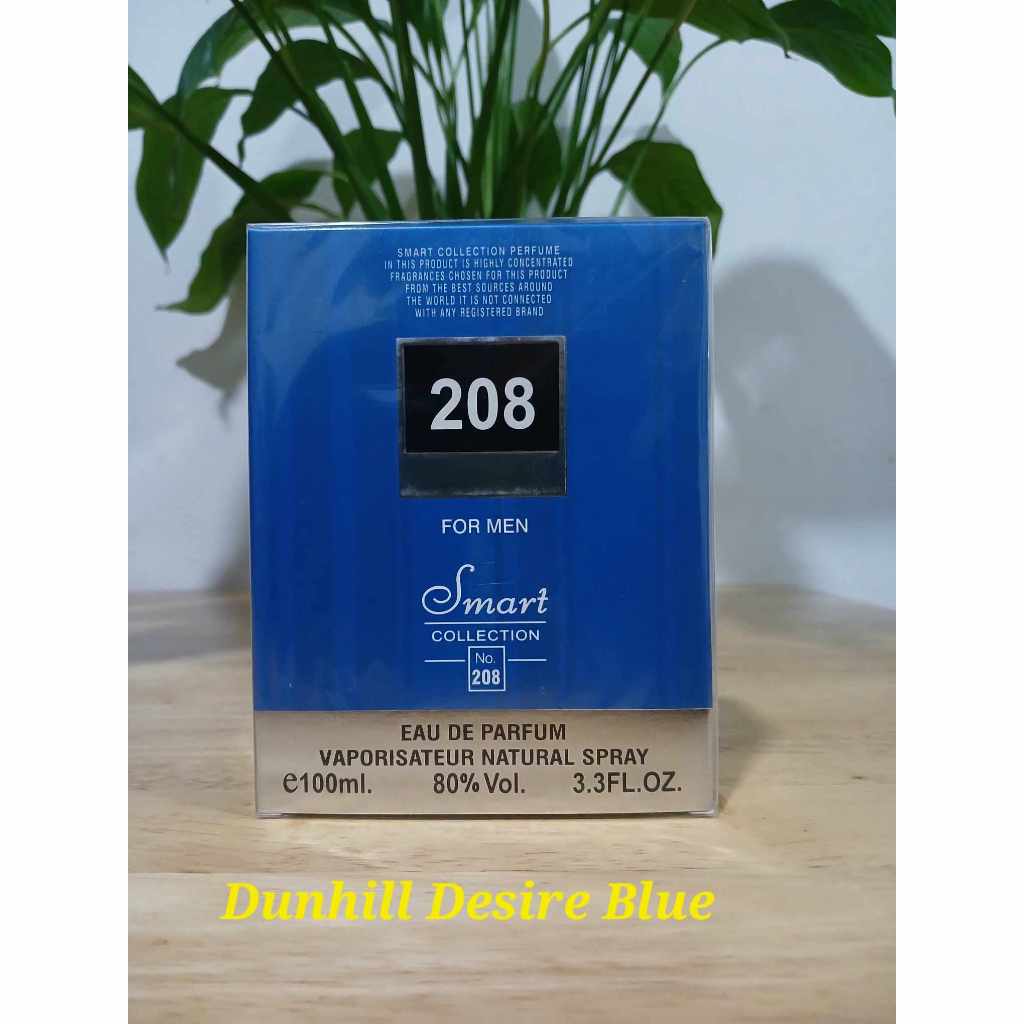 SMART COLLECTION PERFUME
IN THIS PRODUCT IS HIGHLY CONCENTRATED
FRAGRANCES CHOSEN FOR THIS PRODUCT
FROM THE BEST SOURCES AROUND
THE WORLD IT IS NOT CONNECTED
WITH ANY REGISTERED BRAND
208
FOR MEN
Smart
COLLECTION
No.
208
EAU DE PARFUM
VAPORISATEUR NATURAL SPRAY
℮100ml. 80% Vol. 3.3FL.OZ.
Dunhill Desire Blue